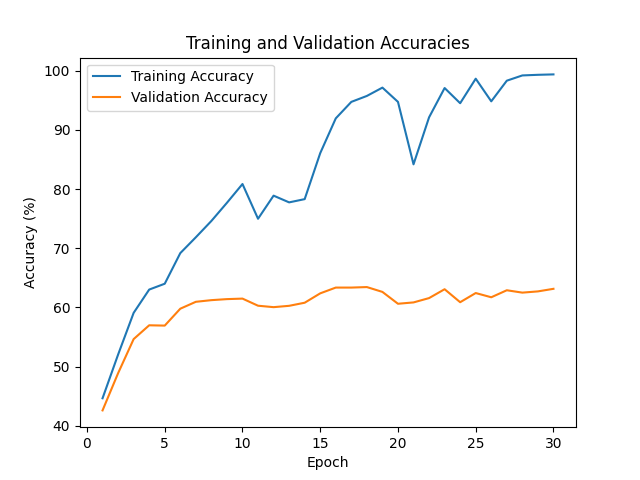 Training and Validation Accuracies
Training Accuracy
Validation Accuracy
100
90
80
70
60
50
40
Accuracy (%)
0 5 10 15 20 25 30
Epoch